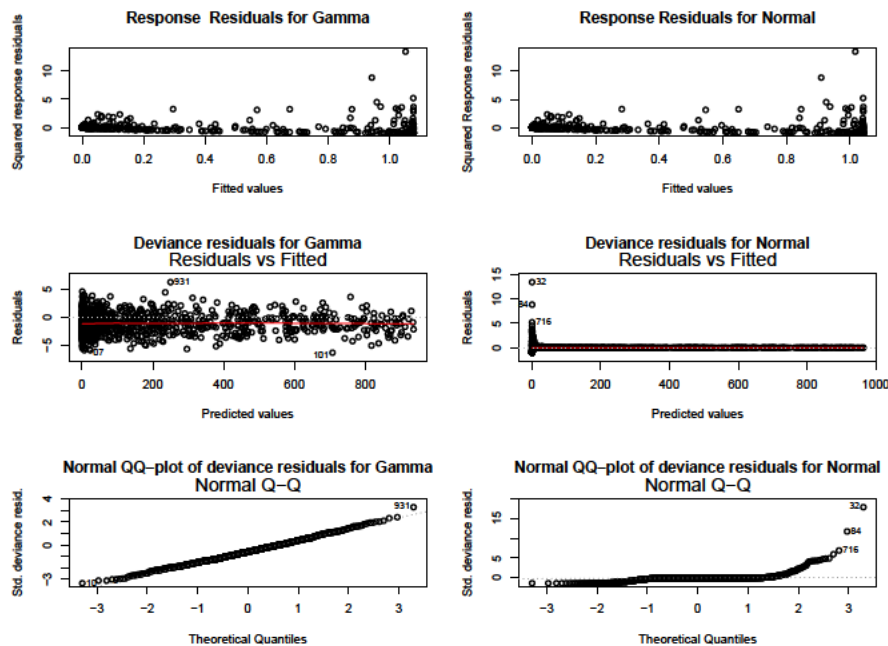 Response Residuals for Gamma
Squared response residuals
10
5
0
0.0 0.2 0.4 0.6 0.8 1.0
Fitted values
Response Residuals for Normal
Squared Response residuals
10
5
0
0.0 0.2 0.4 0.6 0.8 1.0
Fitted values
Deviance residuals for Gamma
Residuals vs Fitted
Residuals
5
0
−5
931
07
101
0 200 400 600 800
Predicted values
Deviance residuals for Normal
Residuals vs Fitted
Residuals
15
10
5
0
32
84
716
0 200 400 600 800 1000
Predicted values
Normal QQ−plot of deviance residuals for Gamma
Normal Q−Q
Std. deviance resid.
4
2
0
−3
931
10
−3 −2 −1 0 1 2 3
Theoretical Quantiles
Normal QQ−plot of deviance residuals for Normal
Normal Q−Q
Std. deviance resid.
15
5
0
32
84
716
−3 −2 −1 0 1 2 3
Theoretical Quantiles